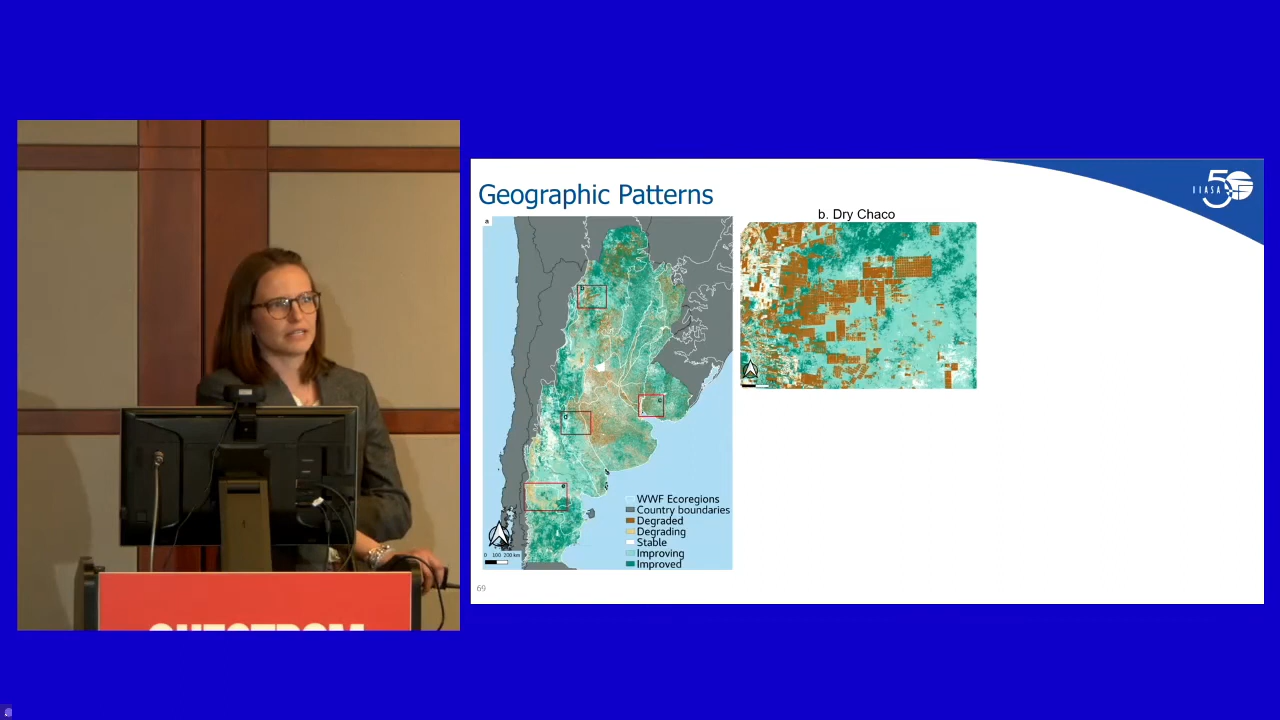 Geographic Patterns
IIASA 50
a
b. Dry Chaco
b
c
d
e
WWF Ecoregions
Country boundaries
Degraded
Degrading
Stable
Improving
Improved
0 100 200 km
69
QUESTROM